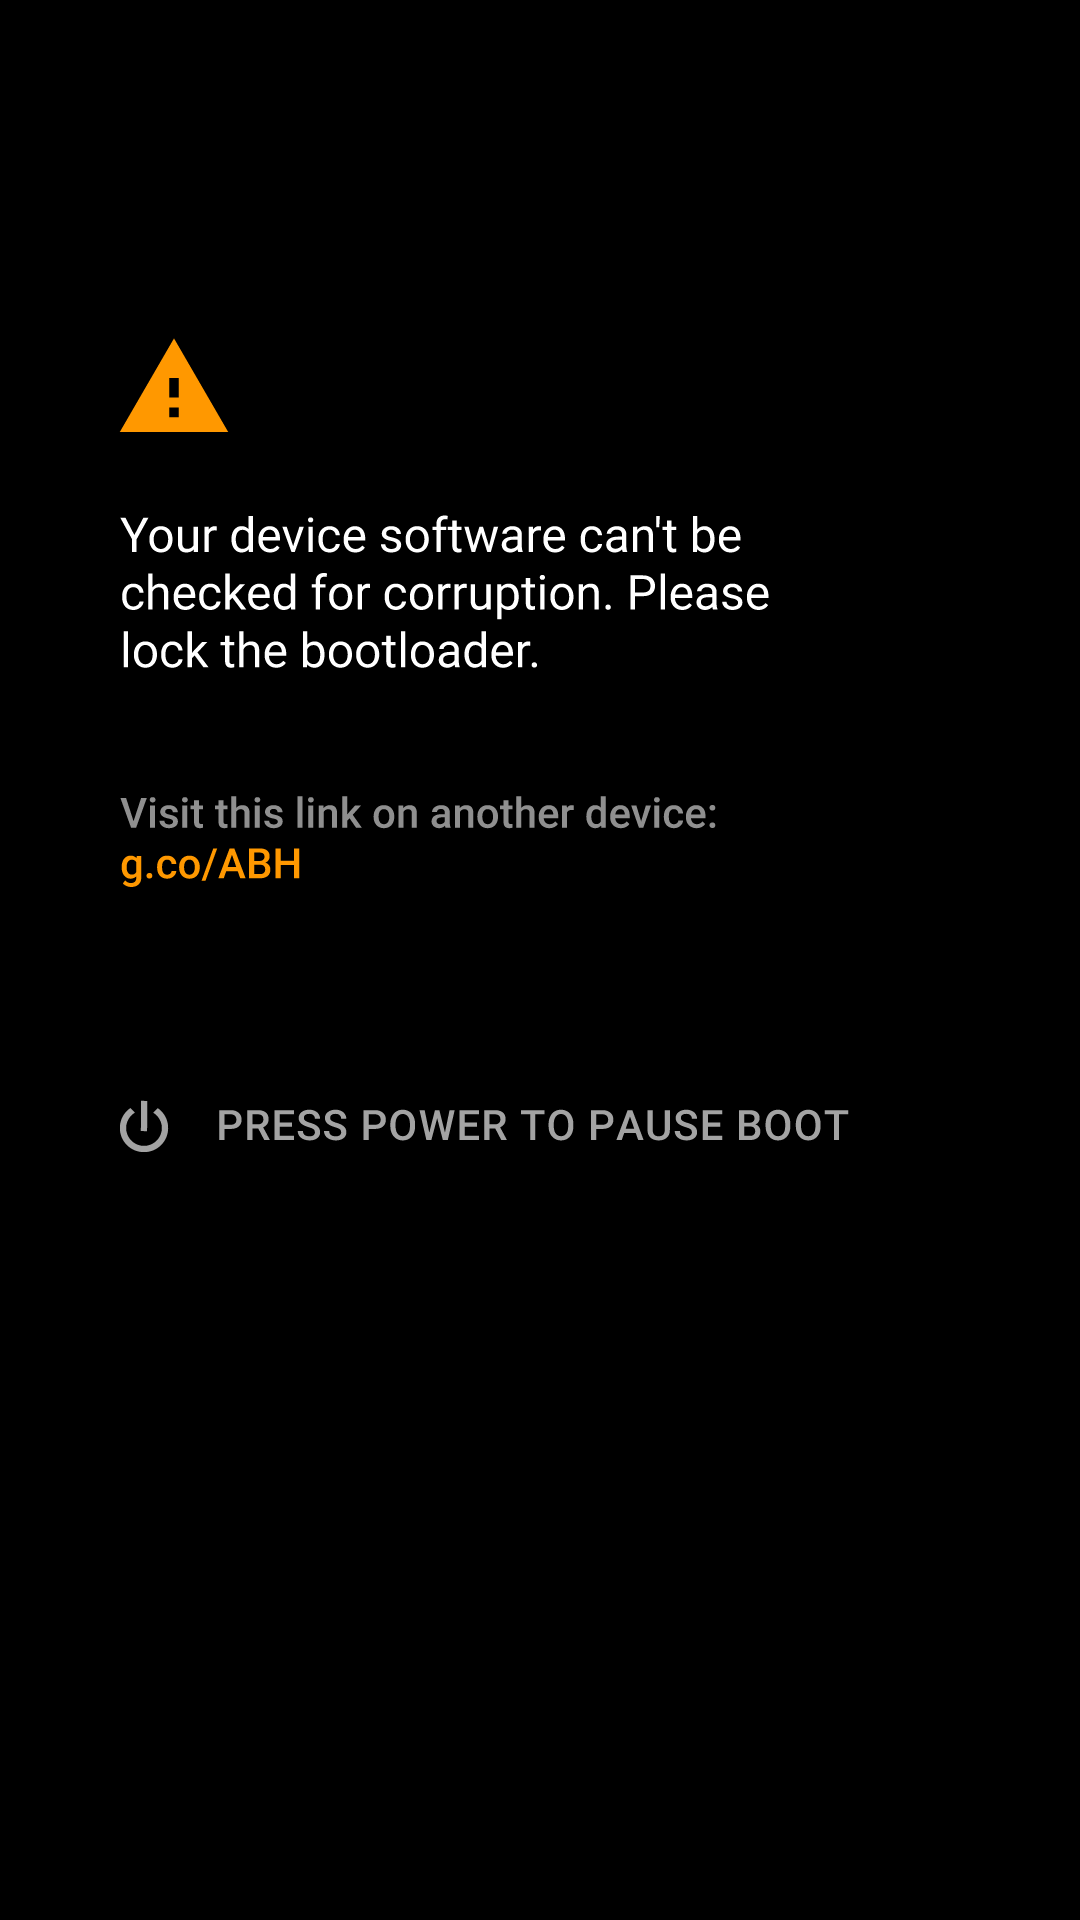 Your device software can't be
checked for corruption. Please
lock the bootloader.
Visit this link on another device:
g.co/ABH
PRESS POWER TO PAUSE BOOT